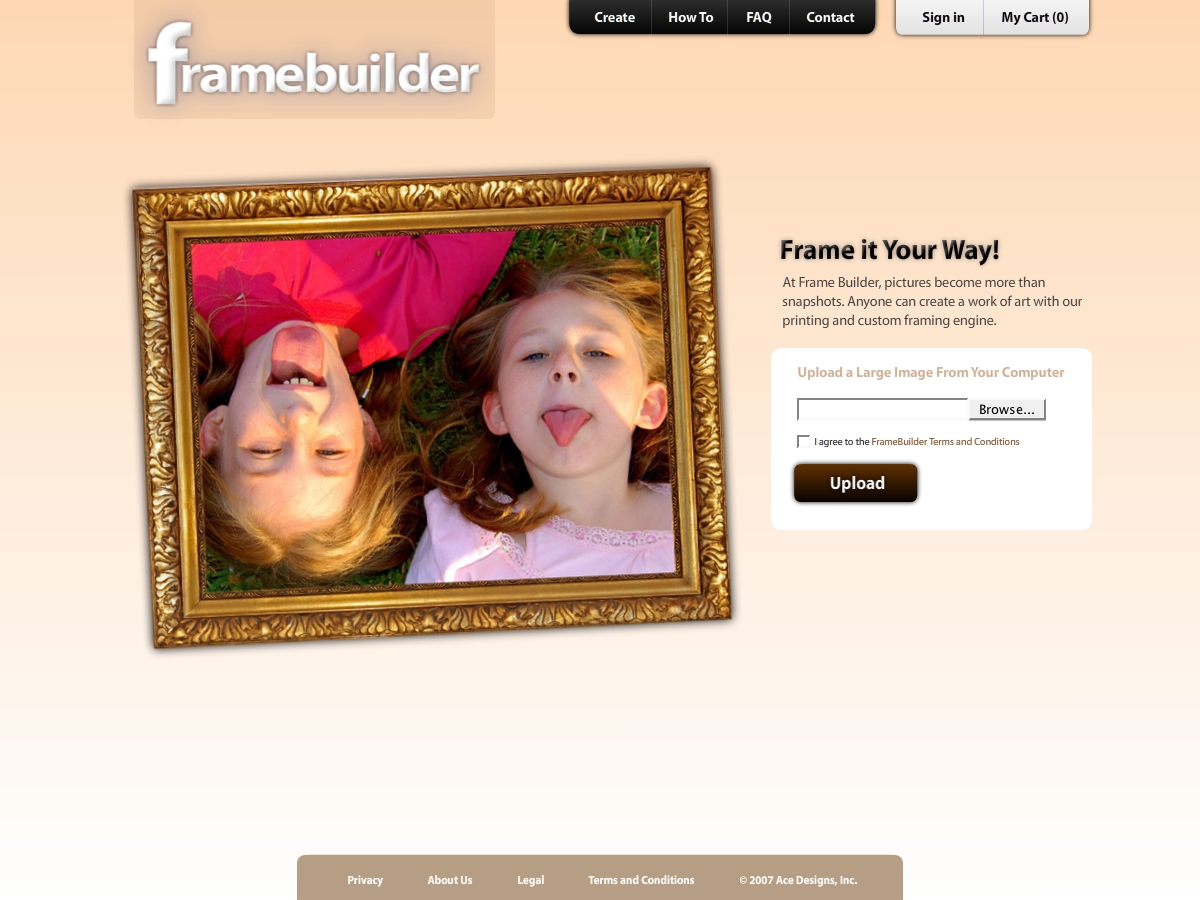 Create How To FAQ Contact Sign in My Cart (0)
framebuilder
Frame it Your Way!
At Frame Builder, pictures become more than
snapshots. Anyone can create a work of art with our
printing and custom framing engine.
Upload a Large Image From Your Computer
Browse...
I agree to the FrameBuilder Terms and Conditions
Upload
Privacy About Us Legal Terms and Conditions © 2007 Ace Designs, Inc.